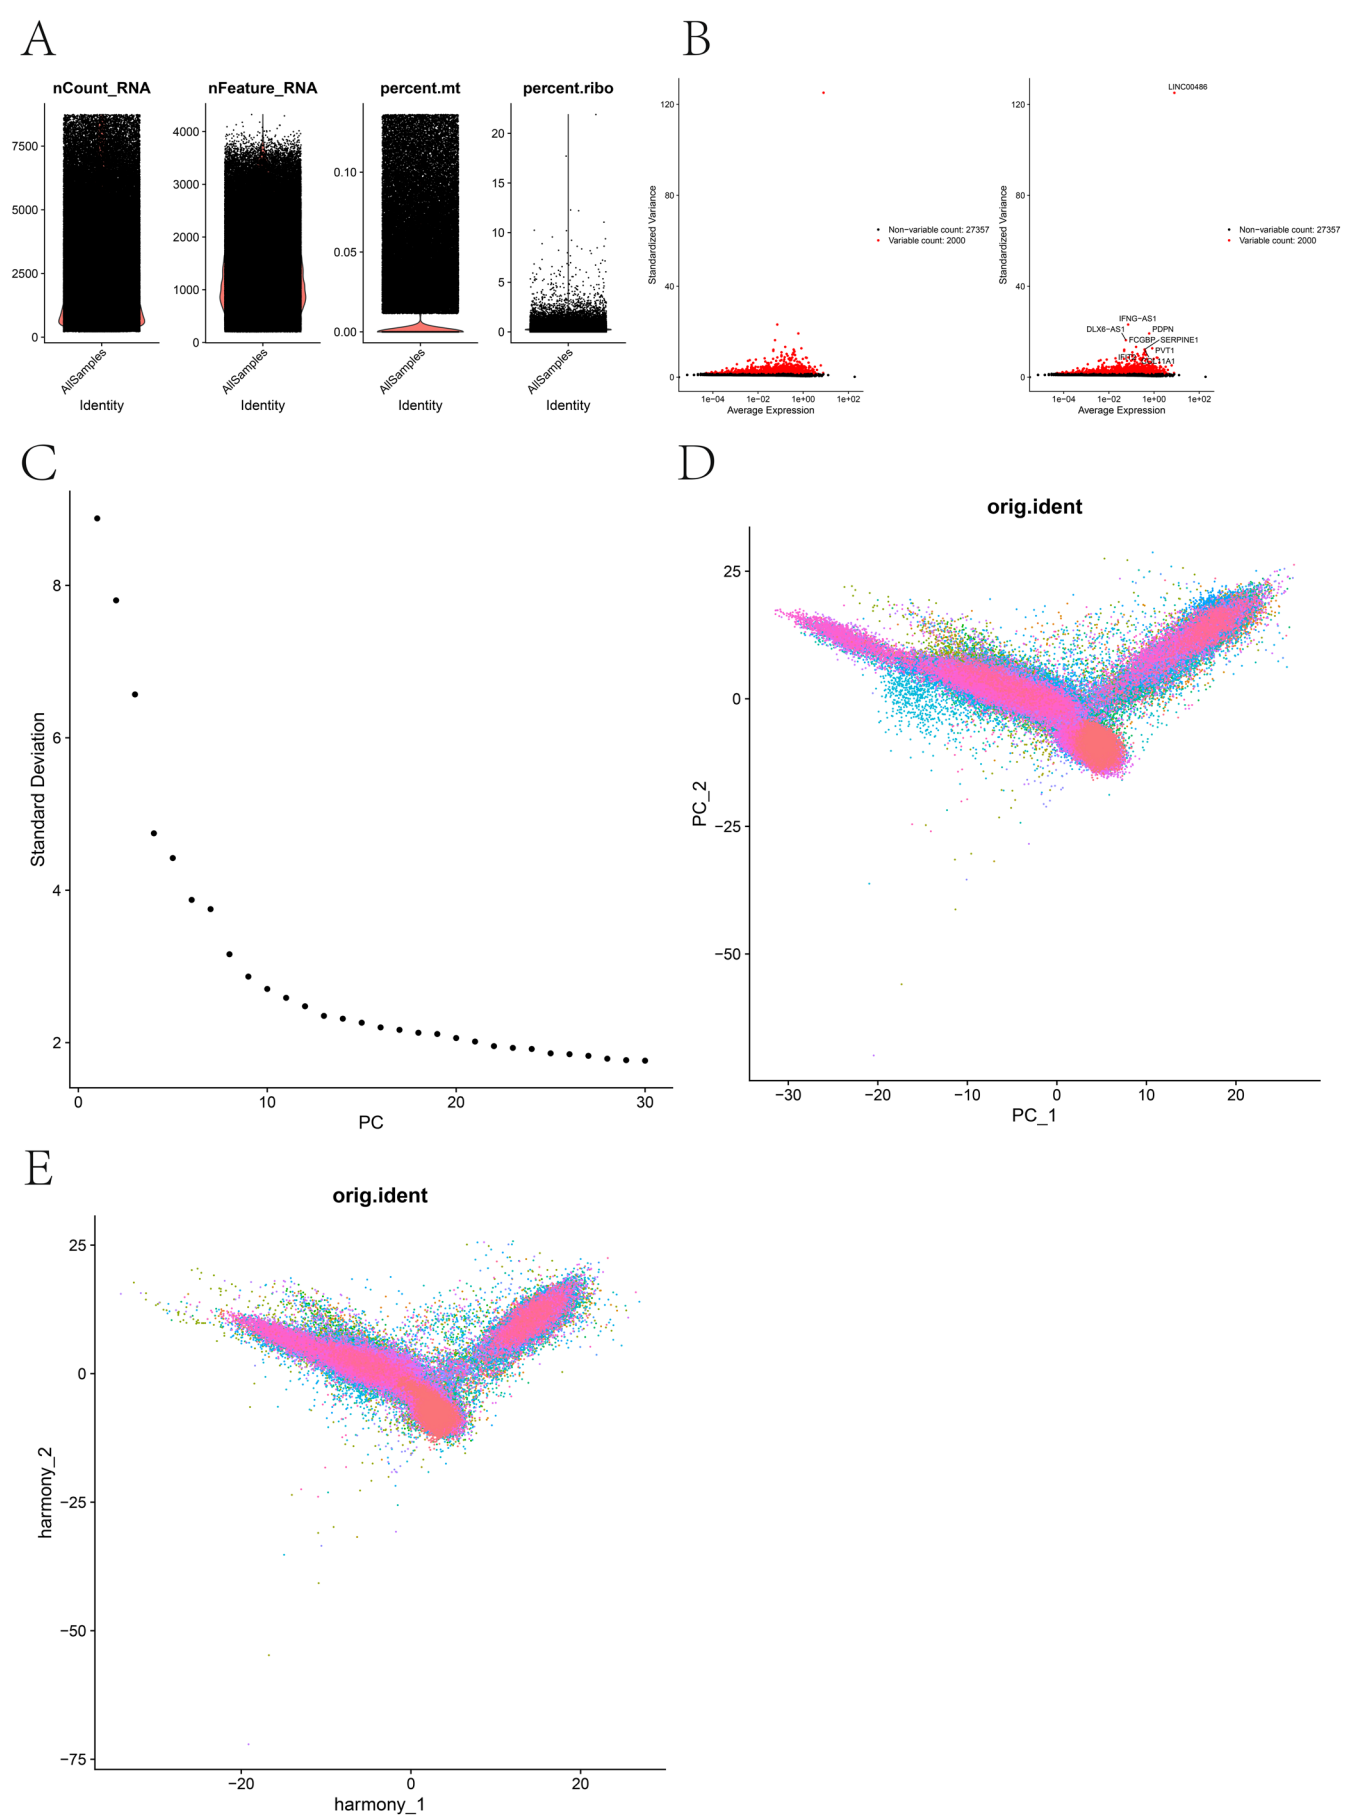 A
nCount_RNA
7500
5000
2500
0
AllSamples
Identity
nFeature_RNA
4000
3000
2000
1000
0
AllSamples
Identity
percent.mt
0.10
0.05
0.00
AllSamples
Identity
percent.ribo
20
15
10
5
0
AllSamples
Identity
B
Standardized Variance
120
80
40
0
1e−04
1e−02
1e+00
1e+02
Average Expression
Non−variable count: 27357
Variable count: 2000
Standardized Variance
120
80
40
0
LINC00486
IFNG−AS1
DLX6−AS1
PDPN
FCGBP
SERPINE1
PVT1
1e−04
1e−02
1e+00
1e+02
Average Expression
Non−variable count: 27357
Variable count: 2000
C
Standard Deviation
8
6
4
2
0
10
20
30
PC
D
orig.ident
PC_2
25
0
−25
−50
−30
−20
−10
0
10
20
PC_1
E
orig.ident
harmony_2
25
0
−25
−50
−75
−20
0
20
harmony_1